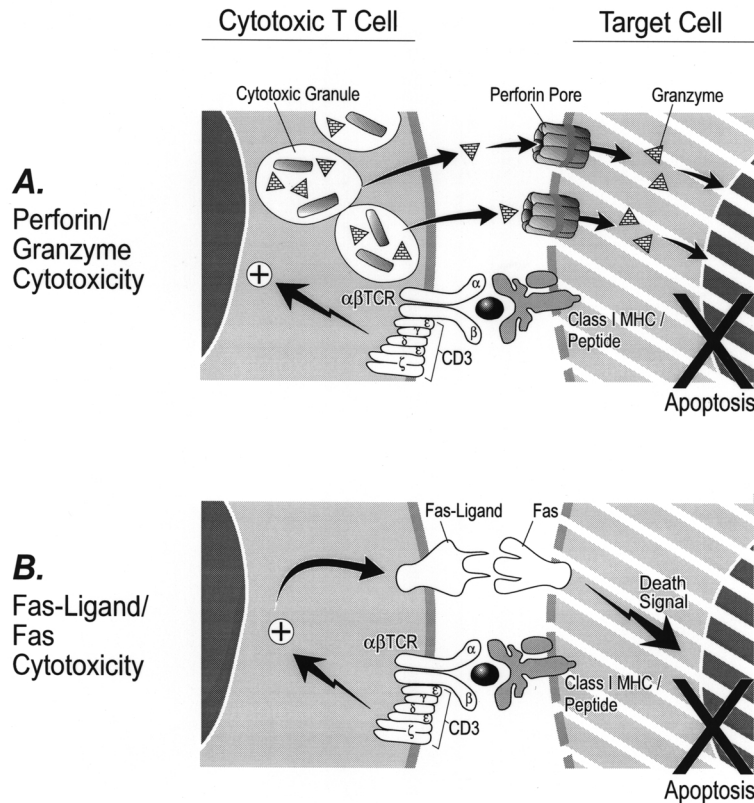 Cytotoxic T Cell
Target Cell
Cytotoxic Granule
Perforin Pore
Granzyme
A.
Perforin/
Granzyme
Cytotoxicity
+
αβTCR
α
β
ε
γ
δ
ε
ζ
CD3
Class I MHC /
Peptide
Apoptosis
Fas-Ligand
Fas
B.
Fas-Ligand/
Fas
Cytotoxicity
Death
Signal
+
αβTCR
α
β
ε
γ
δ
ε
ζ
CD3
Class I MHC /
Peptide
Apoptosis